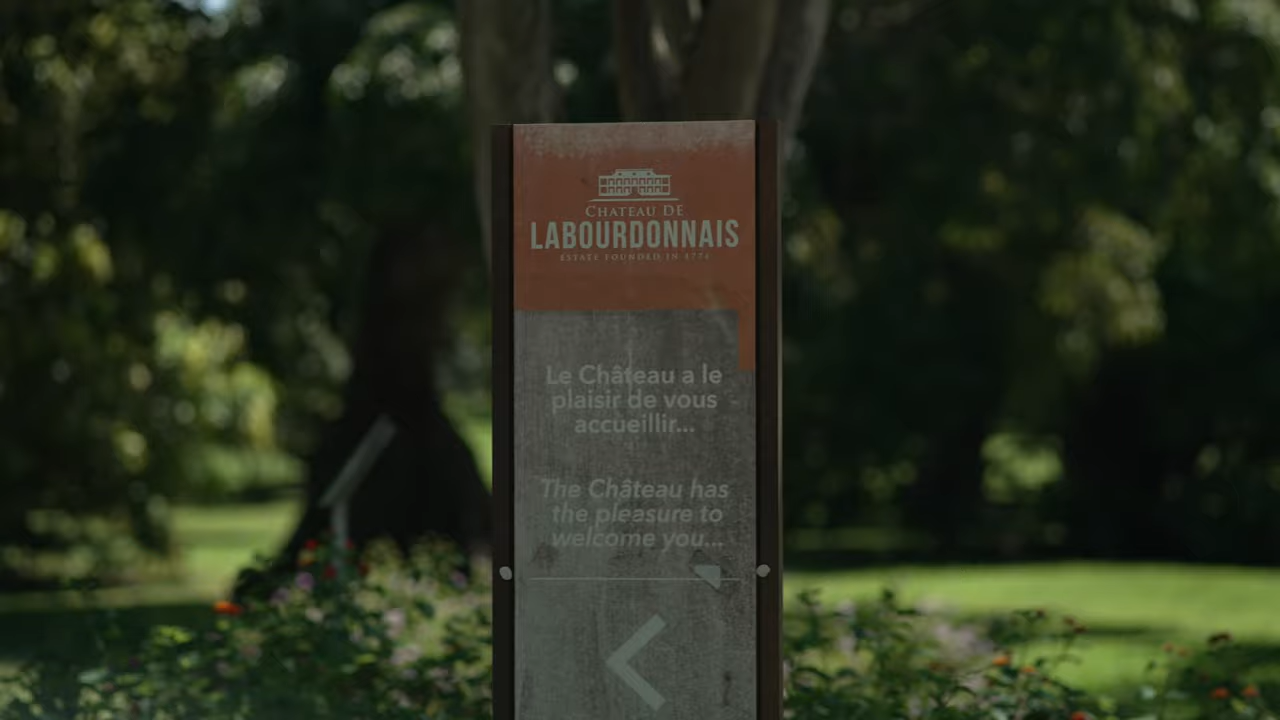 CHATEAU DE
LABOURDONNAIS
ESTATE FOUNDED IN 1774
Le Château a le
plaisir de vous
accueillir...
The Château has
the pleasure to
welcome you...